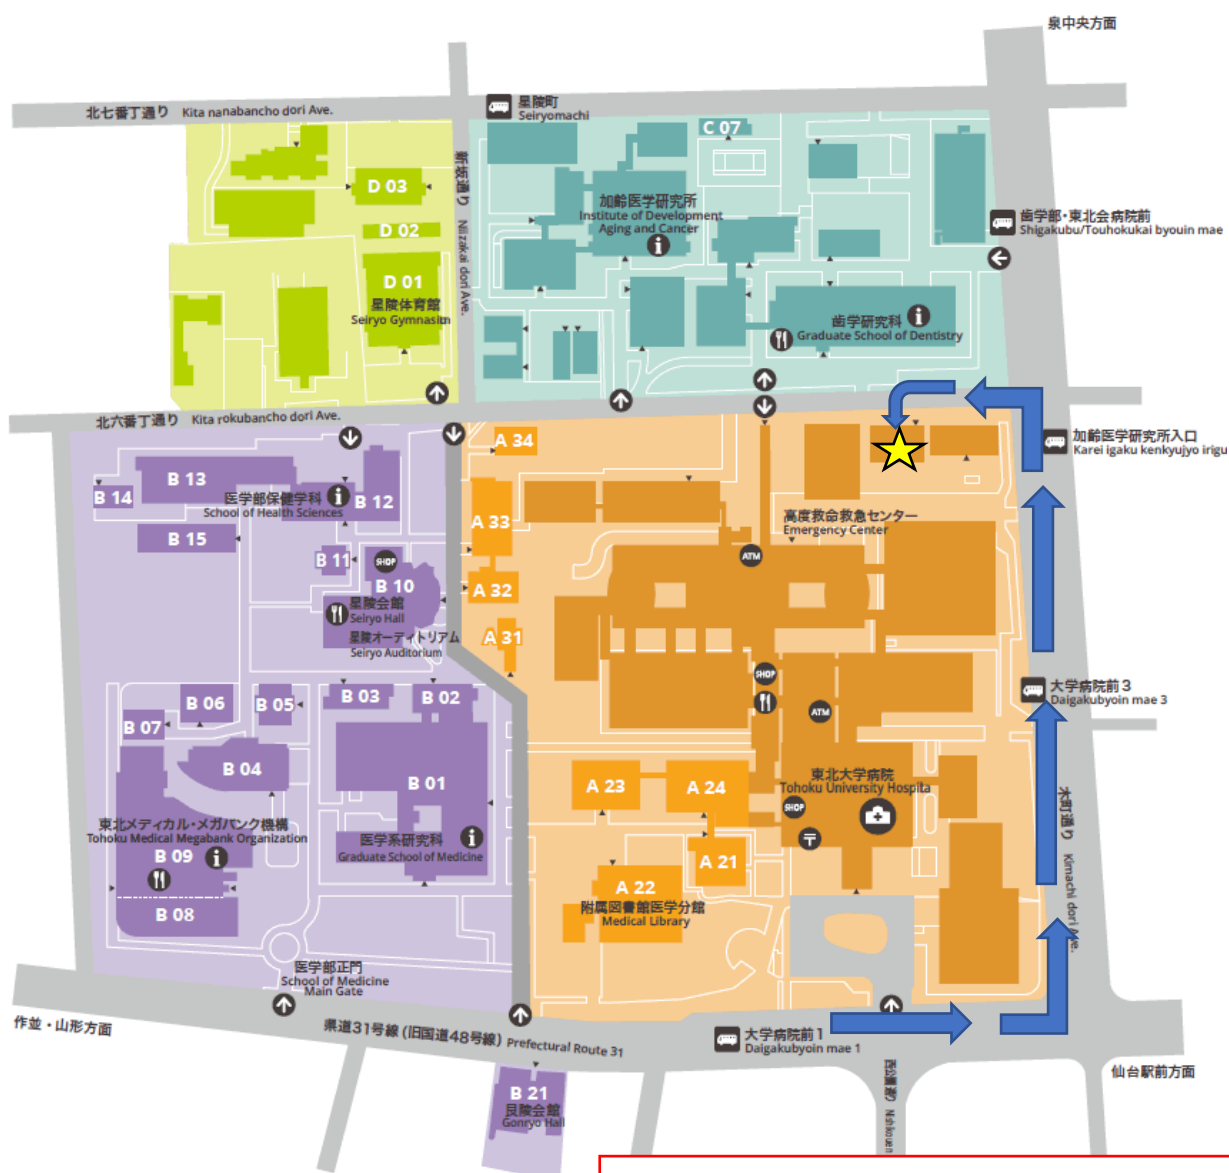 泉中央方面
北七番丁通り Kita nanabancho dori Ave.
星陵町
Seiryomachi
C 07
新坂通り Niizakai dori Ave.
D 03
D 02
D 01
星陵体育館
Seiryo Gymnasim
加齢医学研究所
Institute of Development
Aging and Cancer
歯学部・東北会病院前
Shigakubu/Touhokukai byouin mae
歯学研究科
Graduate School of Dentistry
北六番丁通り Kita rokubancho dori Ave.
加齢医学研究所入口
Karei igaku kenkyujyo irigu
A 34
A 33
A 32
A 31
B 13
B 14
B 12
医学部保健学科
School of Health Sciences
B 15
B 11
SHOP
B 10
星陵会館
Seiryo Hall
星陵オーディトリアム
Seiryo Auditorium
高度救命救急センター
Emergency Center
ATM
SHOP
ATM
大学病院前3
Daigakubyoin mae 3
B 03
B 02
B 06
B 05
B 07
B 04
B 01
A 23
A 24
東北大学病院
Tohoku University Hospita
SHOP
〒
木町通り Kimachi dori Ave.
東北メディカル・メガバンク機構
Tohoku Medical Megabank Organization
B 09
B 08
医学系研究科
Graduate School of Medicine
A 21
A 22
附属図書館医学分館
Medical Library
医学部正門
School of Medicine
Main Gate
作並・山形方面
県道31号線 (旧国道48号線) Prefectural Route 31
大学病院前1
Daigakubyoin mae 1
仙台駅前方面
西公園通り Nishikouen
B 21
艮陵会館
Gonryo Hall